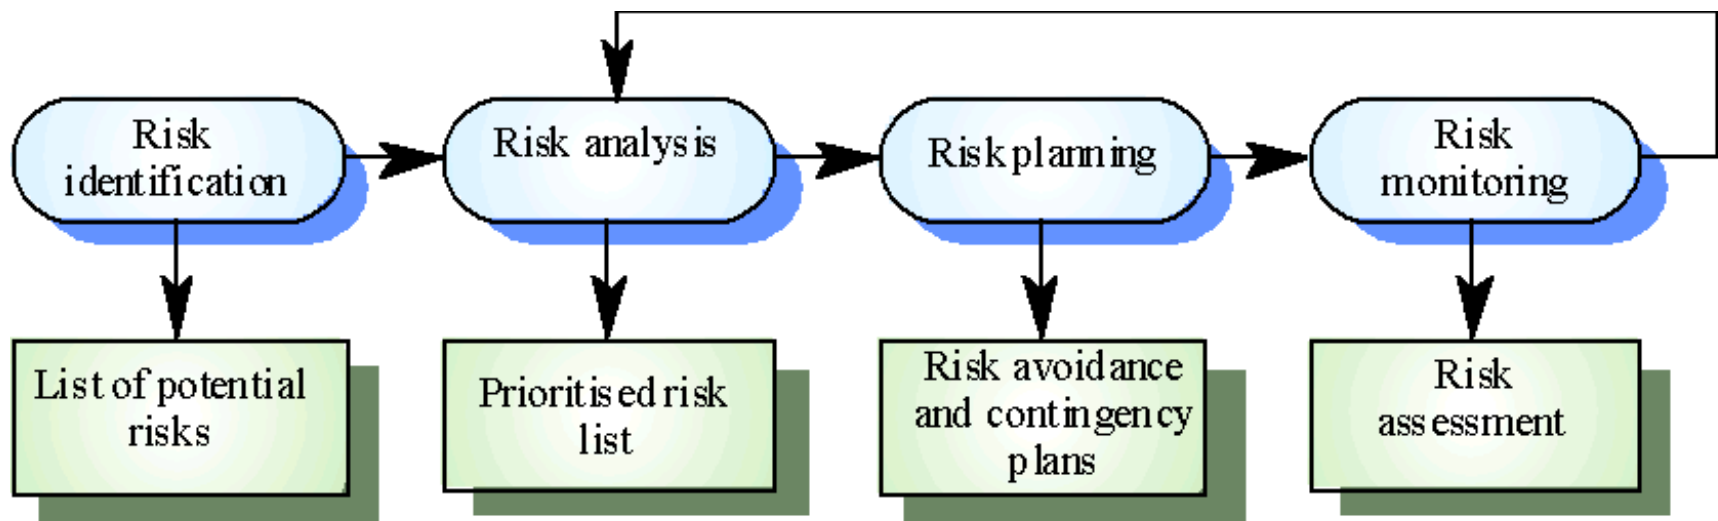 Risk
identification
Risk analysis
Risk planning
Risk
monitoring
List of potential
risks
Prioritised risk
list
Risk avoidance
and contingency
plans
Risk
assessment